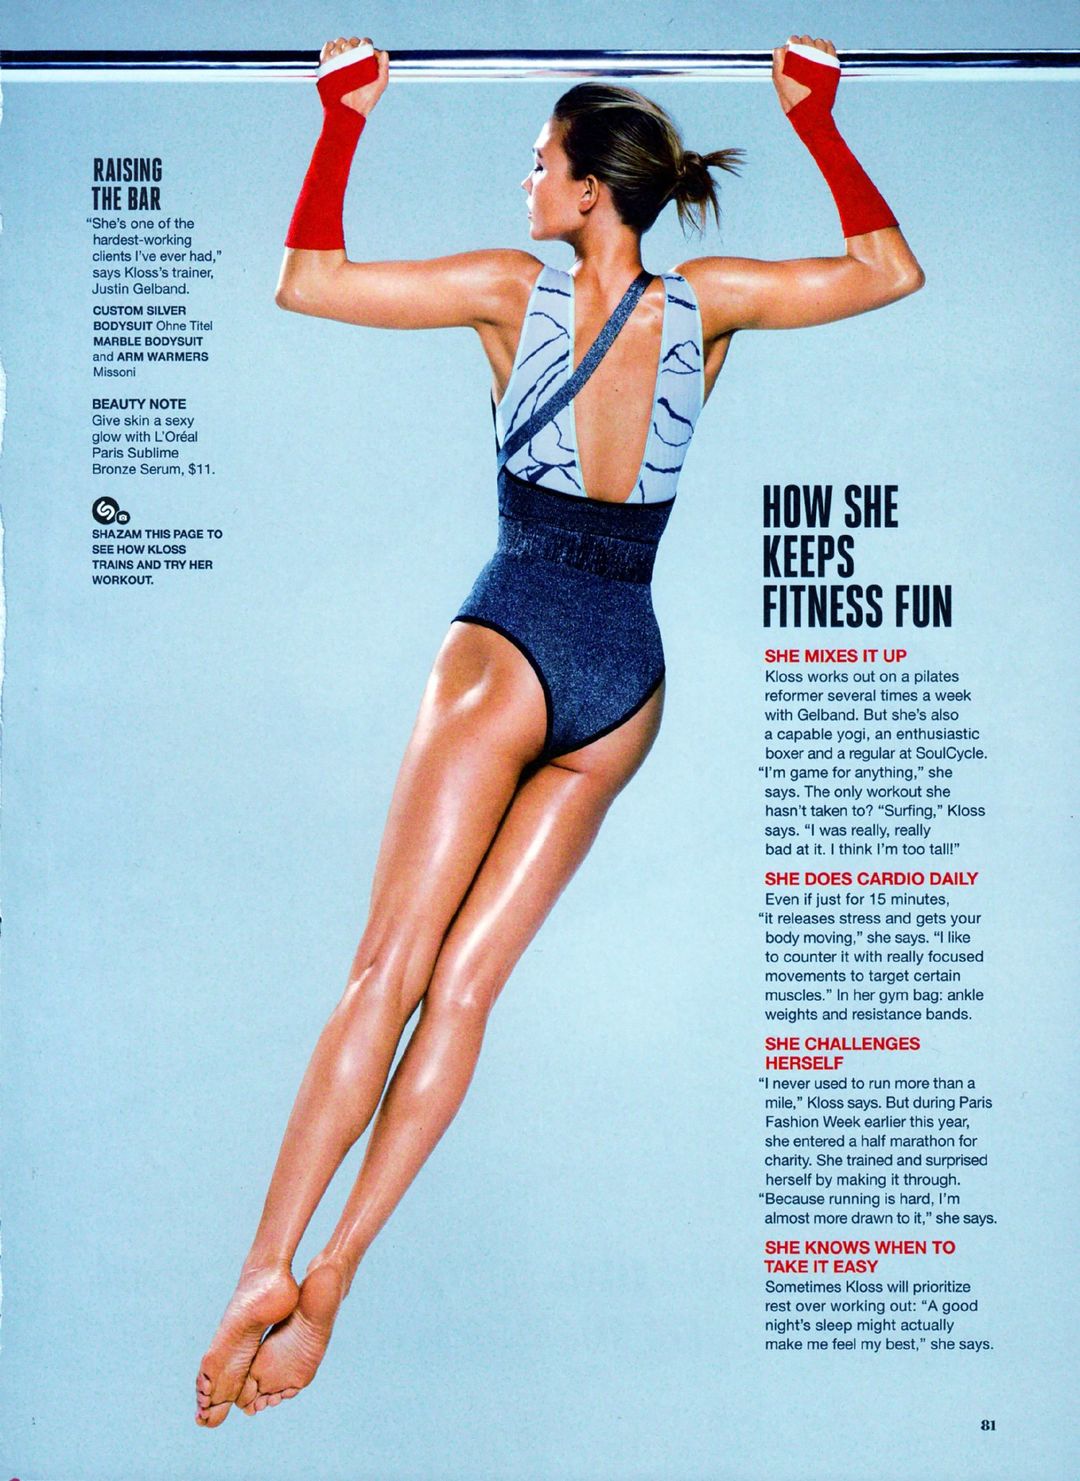 RAISING
THE BAR
“She’s one of the
hardest-working
clients I’ve ever had,”
says Kloss’s trainer,
Justin Gelband.
CUSTOM SILVER
BODYSUIT Ohne Titel
MARBLE BODYSUIT
and ARM WARMERS
Missoni
BEAUTY NOTE
Give skin a sexy
glow with L’Oréal
Paris Sublime
Bronze Serum, $11.
SHAZAM THIS PAGE TO
SEE HOW KLOSS
TRAINS AND TRY HER
WORKOUT.
HOW SHE
KEEPS
FITNESS FUN
SHE MIXES IT UP
Kloss works out on a pilates
reformer several times a week
with Gelband. But she’s also
a capable yogi, an enthusiastic
boxer and a regular at SoulCycle.
“I’m game for anything,” she
says. The only workout she
hasn’t taken to? “Surfing,” Kloss
says. “I was really, really
bad at it. I think I’m too tall!”
SHE DOES CARDIO DAILY
Even if just for 15 minutes,
“it releases stress and gets your
body moving,” she says. “I like
to counter it with really focused
movements to target certain
muscles.” In her gym bag: ankle
weights and resistance bands.
SHE CHALLENGES
HERSELF
“I never used to run more than a
mile,” Kloss says. But during Paris
Fashion Week earlier this year,
she entered a half marathon for
charity. She trained and surprised
herself by making it through.
“Because running is hard, I’m
almost more drawn to it,” she says.
SHE KNOWS WHEN TO
TAKE IT EASY
Sometimes Kloss will prioritize
rest over working out: “A good
night’s sleep might actually
make me feel my best,” she says.
81